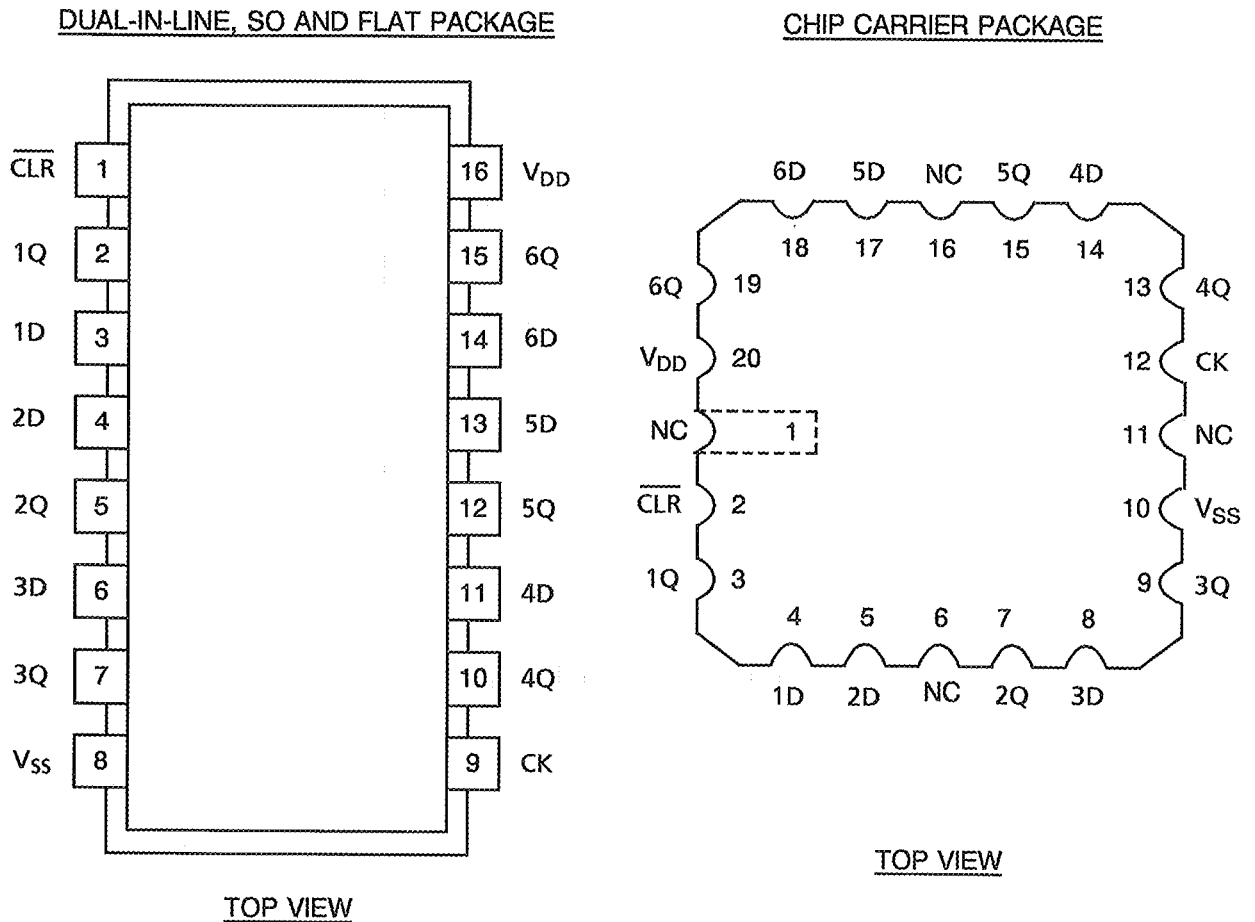 DUAL-IN-LINE, SO AND FLAT PACKAGE
CLR 1 16 VDD
1Q 2 15 6Q
1D 3 14 6D
2D 4 13 5D
2Q 5 12 5Q
3D 6 11 4D
3Q 7 10 4Q
VSS 8 9 CK
TOP VIEW
CHIP CARRIER PACKAGE
6D 5D NC 5Q 4D
18 17 16 15 14
6Q 19 13 4Q
VDD 20 12 CK
NC 1 11 NC
CLR 2 10 VSS
1Q 3 9 3Q
4 5 6 7 8
1D 2D NC 2Q 3D
TOP VIEW